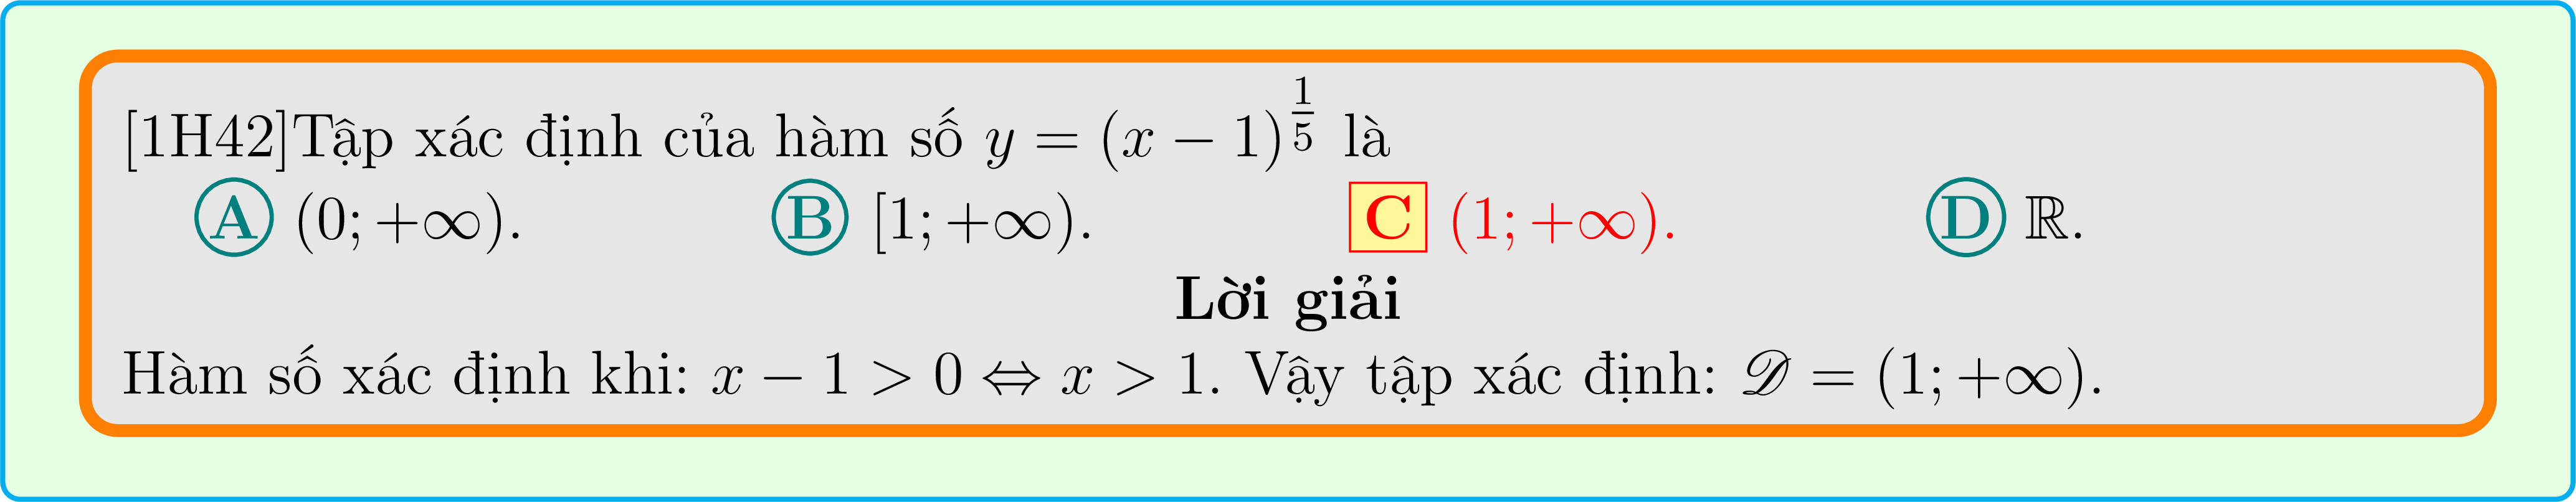 [1H42]Tập xác định của hàm số $y = (x - 1)^{\frac{1}{5}}$ là
A $(0; +\infty)$. B $[1; +\infty)$. C $(1; +\infty)$. D $\mathbb{R}$.
Lời giải
Hàm số xác định khi: $x - 1 > 0 \Leftrightarrow x > 1$. Vậy tập xác định: $\mathscr{D} = (1; +\infty)$.